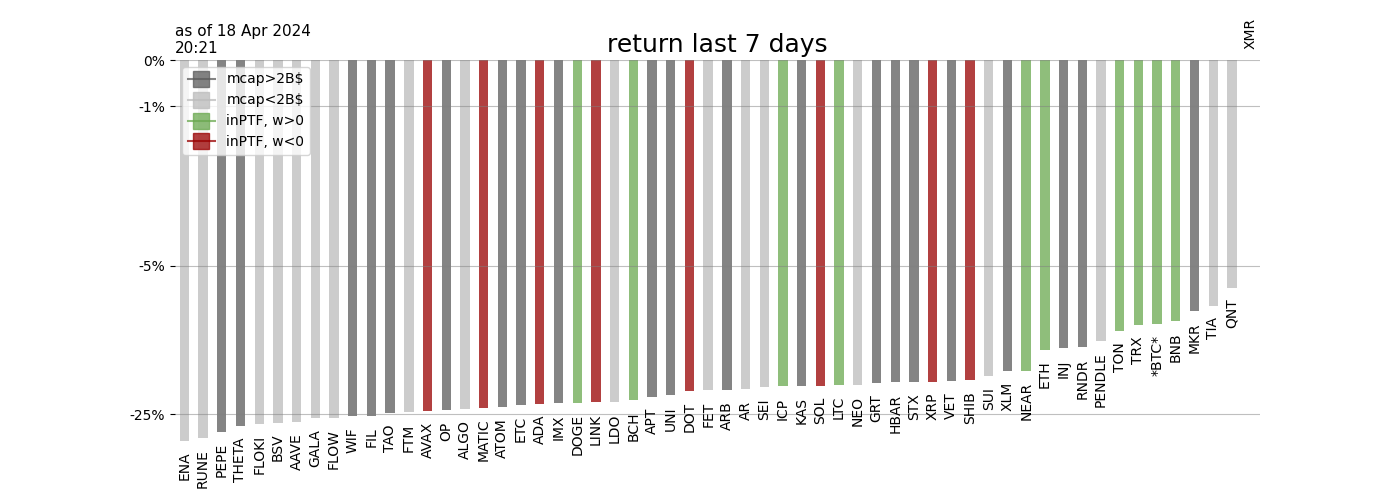 as of 18 Apr 2024
20:21
return last 7 days
XMR
0%
-1%
-5%
-25%
mcap>2B$
mcap<2B$
inPTF, w>0
inPTF, w<0
ENA
RUNE
PEPE
THETA
FLOKI
BSV
AAVE
GALA
FLOW
WIF
FIL
TAO
FTM
AVAX
OP
ALGO
MATIC
ATOM
ETC
ADA
IMX
DOGE
LINK
LDO
BCH
APT
UNI
DOT
FET
ARB
AR
SEI
ICP
KAS
SOL
LTC
NEO
GRT
HBAR
STX
XRP
VET
SHIB
SUI
XLM
NEAR
ETH
INJ
RNDR
PENDLE
TON
TRX
*BTC*
BNB
MKR
TIA
QNT